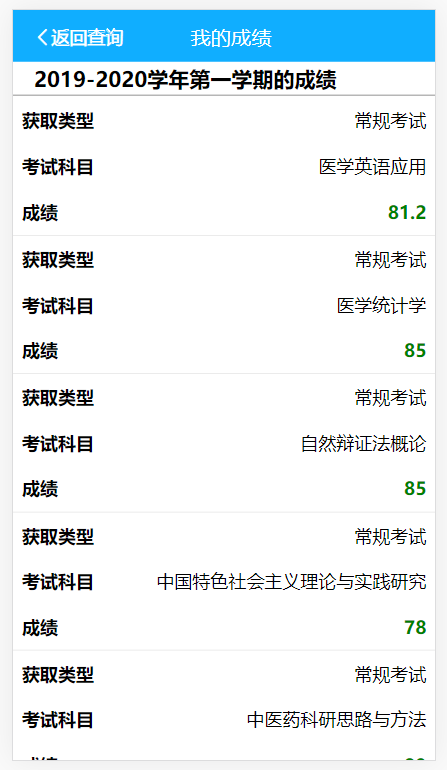 返回查询 我的成绩
2019-2020学年第一学期的成绩
获取类型 常规考试
考试科目 医学英语应用
成绩 81.2
获取类型 常规考试
考试科目 医学统计学
成绩 85
获取类型 常规考试
考试科目 自然辩证法概论
成绩 85
获取类型 常规考试
考试科目 中国特色社会主义理论与实践研究
成绩 78
获取类型 常规考试
考试科目 中医药科研思路与方法